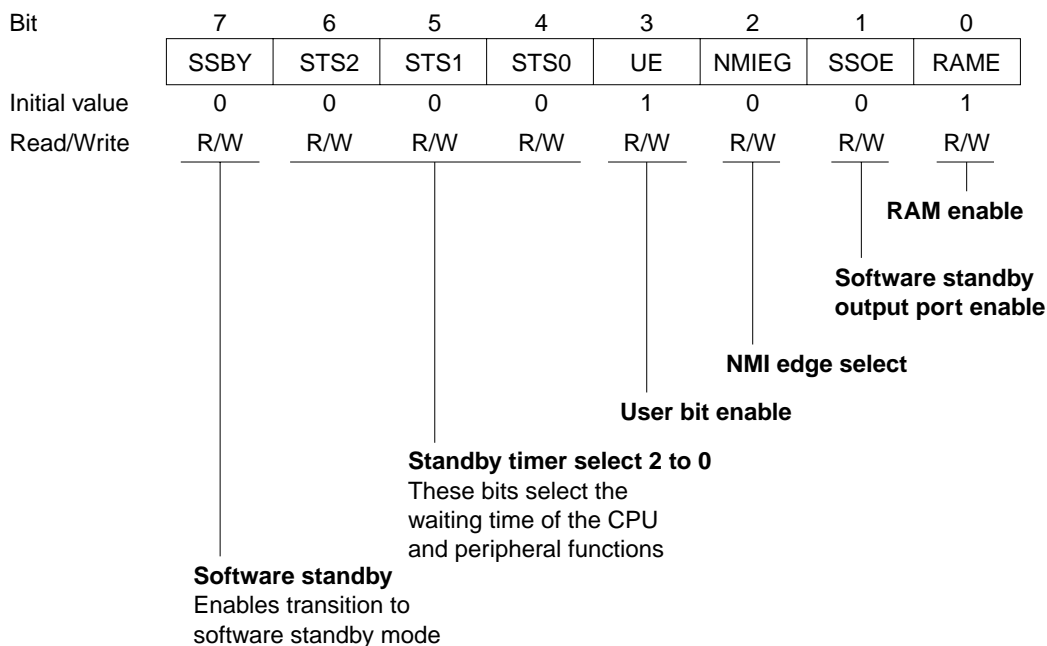 Bit 7 6 5 4 3 2 1 0
SSBY STS2 STS1 STS0 UE NMIEG SSOE RAME
Initial value 0 0 0 0 1 0 0 1
Read/Write R/W R/W R/W R/W R/W R/W R/W R/W
RAM enable
Software standby
output port enable
NMI edge select
User bit enable
Standby timer select 2 to 0
These bits select the
waiting time of the CPU
and peripheral functions
Software standby
Enables transition to
software standby mode